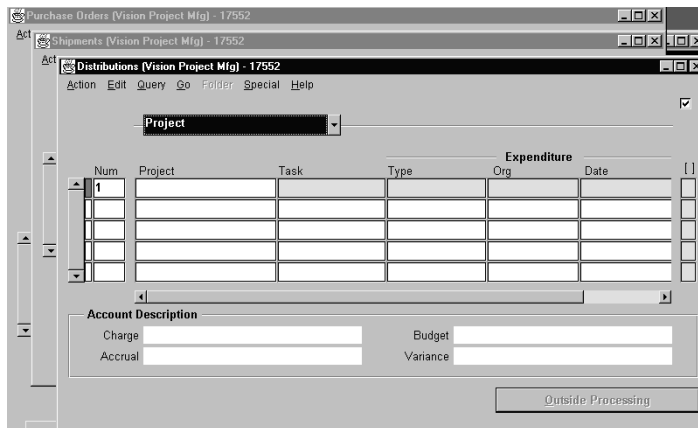 Purchase Orders (Vision Project Mfg) - 17552
Act
Shipments (Vision Project Mfg) - 17552
Act
Distributions (Vision Project Mfg) - 17552
Action Edit Query Go Folder Special Help
Project
Expenditure
Num Project Task Type Org Date [ ]
1
Account Description
Charge Budget
Accrual Variance
Outside Processing